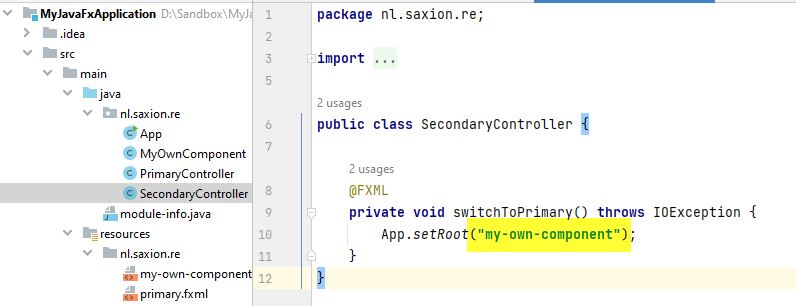 MyJavaFxApplication D:\Sandbox\MyJa
.idea
src
main
java
nl.saxion.re
App
MyOwnComponent
PrimaryController
SecondaryController
module-info.java
resources
nl.saxion.re
my-own-component
primary.fxml
1 package nl.saxion.re;
2
3 import ...
5
2 usages
6 public class SecondaryController {
7
2 usages
8 @FXML
9 private void switchToPrimary() throws IOException {
10 App.setRoot("my-own-component");
11 }
12 }